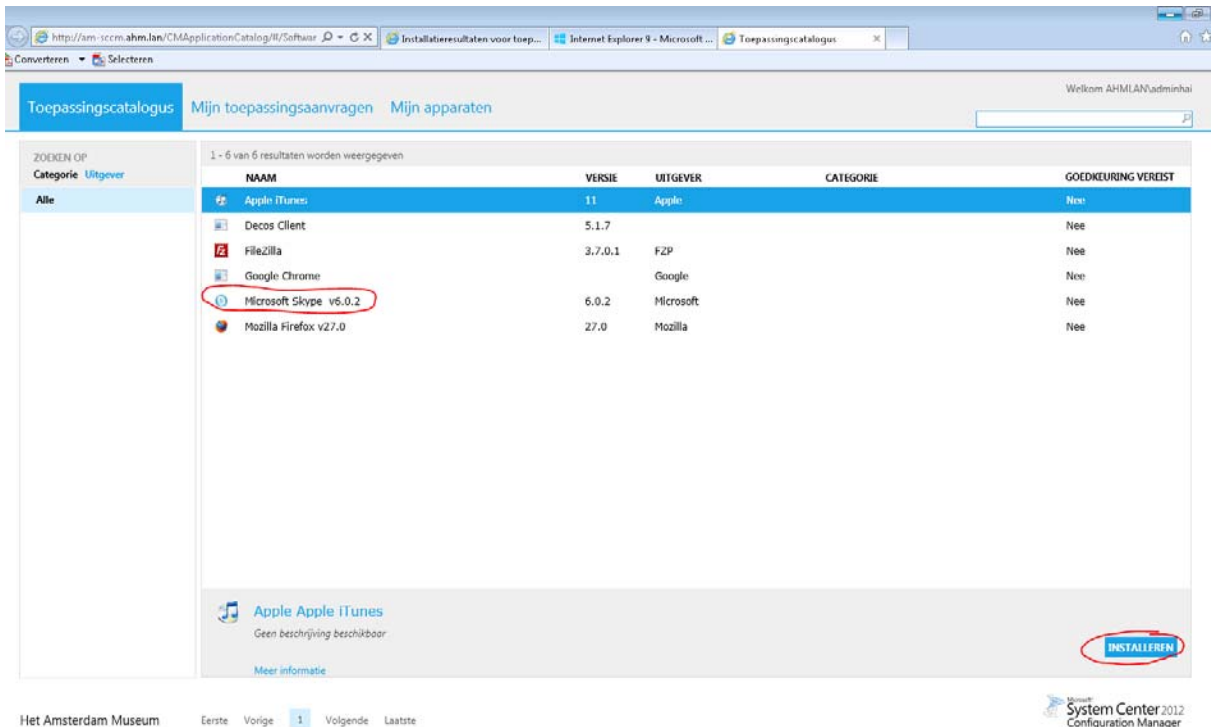 http://am-sccm.ahm.lan/CMApplicationCatalog/#/Softwar
Installatieresultaten voor toep...
Internet Explorer 9 - Microsoft ...
Toepassingscatalogus
Converteren
Selecteren
Welkom AHMLAN\adminhai
Toepassingscatalogus
Mijn toepassingsaanvragen
Mijn apparaten
ZOEKEN OP
Categorie Uitgever
Alle
1 - 6 van 6 resultaten worden weergegeven
NAAM VERSIE UITGEVER CATEGORIE GOEDKEURING VEREIST
Apple iTunes 11 Apple Nee
Decos Client 5.1.7 Nee
FileZilla 3.7.0.1 FZP Nee
Google Chrome Google Nee
Microsoft Skype v6.0.2 6.0.2 Microsoft Nee
Mozilla Firefox v27.0 27.0 Mozilla Nee
Apple Apple iTunes
Geen beschrijving beschikbaar
INSTALLEREN
Meer informatie
Het Amsterdam Museum
Eerste Vorige 1 Volgende Laatste
Microsoft
System Center 2012
Configuration Manager